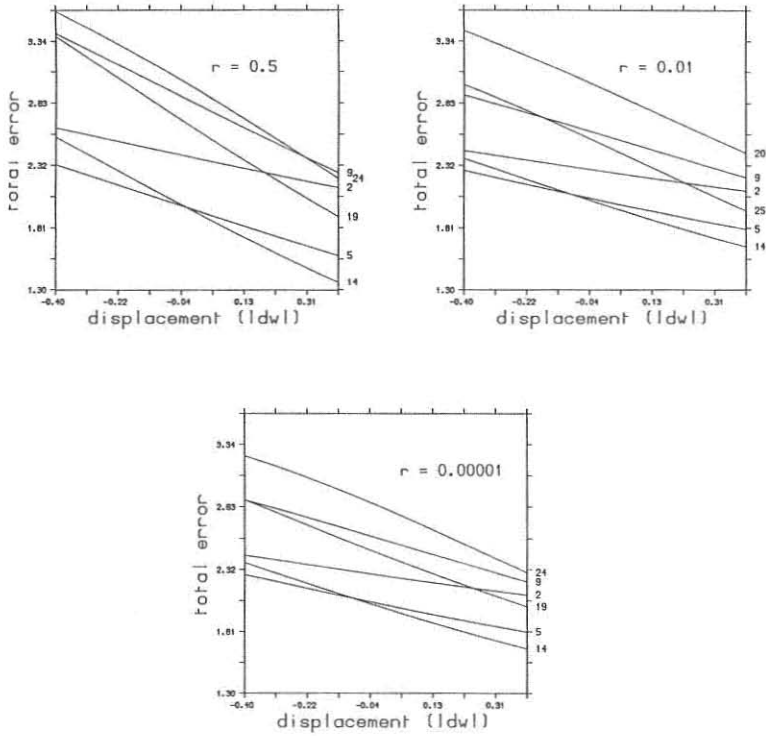 3.34
2.83
2.32
1.81
1.30
total error
r = 0.5
9
24
2
19
5
14
-0.40 -0.22 -0.04 0.13 0.31
displacement (|dw|)
3.34
2.83
2.32
1.81
1.30
total error
r = 0.01
20
9
2
25
5
14
-0.40 -0.22 -0.04 0.13 0.31
displacement (|dw|)
3.34
2.83
2.32
1.81
1.30
total error
r = 0.00001
24
9
2
19
5
14
-0.40 -0.22 -0.04 0.13 0.31
displacement (|dw|)